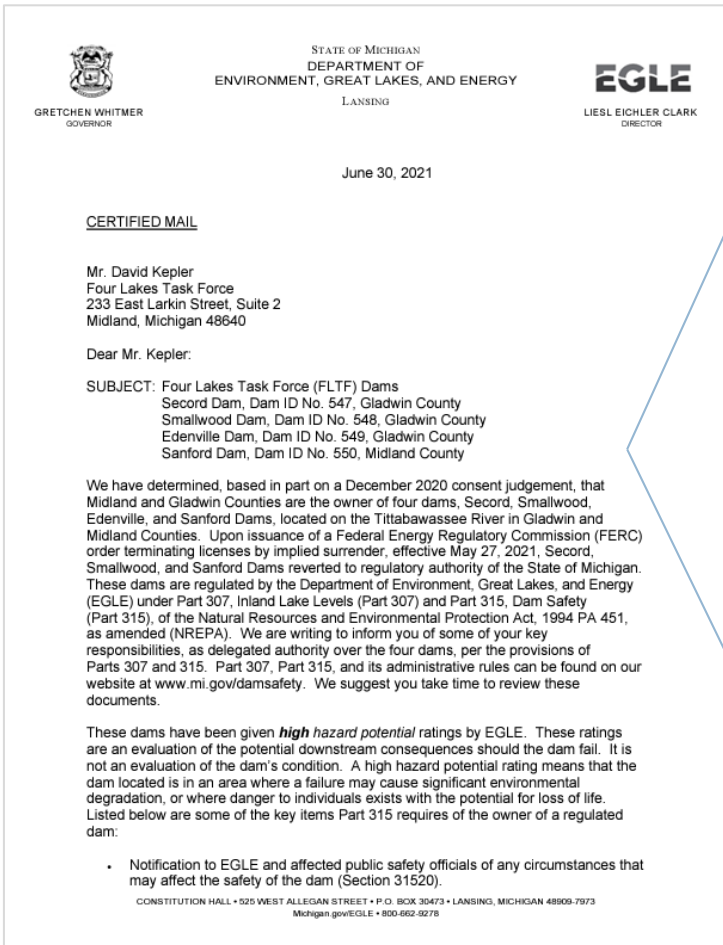 STATE OF MICHIGAN
DEPARTMENT OF
ENVIRONMENT, GREAT LAKES, AND ENERGY
LANSING
EGLE
GRETCHEN WHITMER
GOVERNOR
LIESL EICHLER CLARK
DIRECTOR
June 30, 2021
CERTIFIED MAIL
Mr. David Kepler
Four Lakes Task Force
233 East Larkin Street, Suite 2
Midland, Michigan 48640
Dear Mr. Kepler:
SUBJECT: Four Lakes Task Force (FLTF) Dams
Secord Dam, Dam ID No. 547, Gladwin County
Smallwood Dam, Dam ID No. 548, Gladwin County
Edenville Dam, Dam ID No. 549, Gladwin County
Sanford Dam, Dam ID No. 550, Midland County
We have determined, based in part on a December 2020 consent judgement, that
Midland and Gladwin Counties are the owner of four dams, Secord, Smallwood,
Edenville, and Sanford Dams, located on the Tittabawassee River in Gladwin and
Midland Counties. Upon issuance of a Federal Energy Regulatory Commission (FERC)
order terminating licenses by implied surrender, effective May 27, 2021, Secord,
Smallwood, and Sanford Dams reverted to regulatory authority of the State of Michigan.
These dams are regulated by the Department of Environment, Great Lakes, and Energy
(EGLE) under Part 307, Inland Lake Levels (Part 307) and Part 315, Dam Safety
(Part 315), of the Natural Resources and Environmental Protection Act, 1994 PA 451,
as amended (NREPA). We are writing to inform you of some of your key
responsibilities, as delegated authority over the four dams, per the provisions of
Parts 307 and 315. Part 307, Part 315, and its administrative rules can be found on our
website at www.mi.gov/damsafety. We suggest you take time to review these
documents.
These dams have been given high hazard potential ratings by EGLE. These ratings
are an evaluation of the potential downstream consequences should the dam fail. It is
not an evaluation of the dam's condition. A high hazard potential rating means that the
dam located is in an area where a failure may cause significant environmental
degradation, or where danger to individuals exists with the potential for loss of life.
Listed below are some of the key items Part 315 requires of the owner of a regulated
dam:
• Notification to EGLE and affected public safety officials of any circumstances that
may affect the safety of the dam (Section 31520).
CONSTITUTION HALL • 525 WEST ALLEGAN STREET • P.O. BOX 30473 • LANSING, MICHIGAN 48909-7973
Michigan.gov/EGLE • 800-662-9278